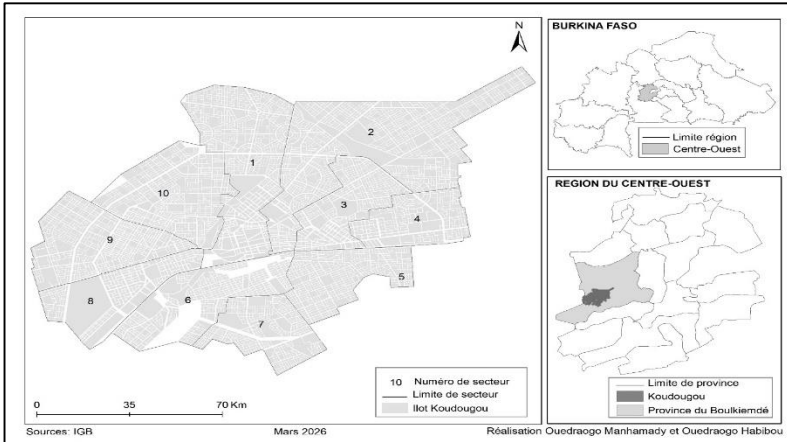 N
2
1
10
3
4
9
5
8
6
7
10 Numéro de secteur
Limite de secteur
Ilot Koudougou
0 35 70 Km
BURKINA FASO
Limite région
Centre-Ouest
REGION DU CENTRE-OUEST
Limite de province
Koudougou
Province du Boulkiemdé
Sources: IGB Mars 2026 Réalisation Ouedraogo Manhamady et Ouedraogo Habibou